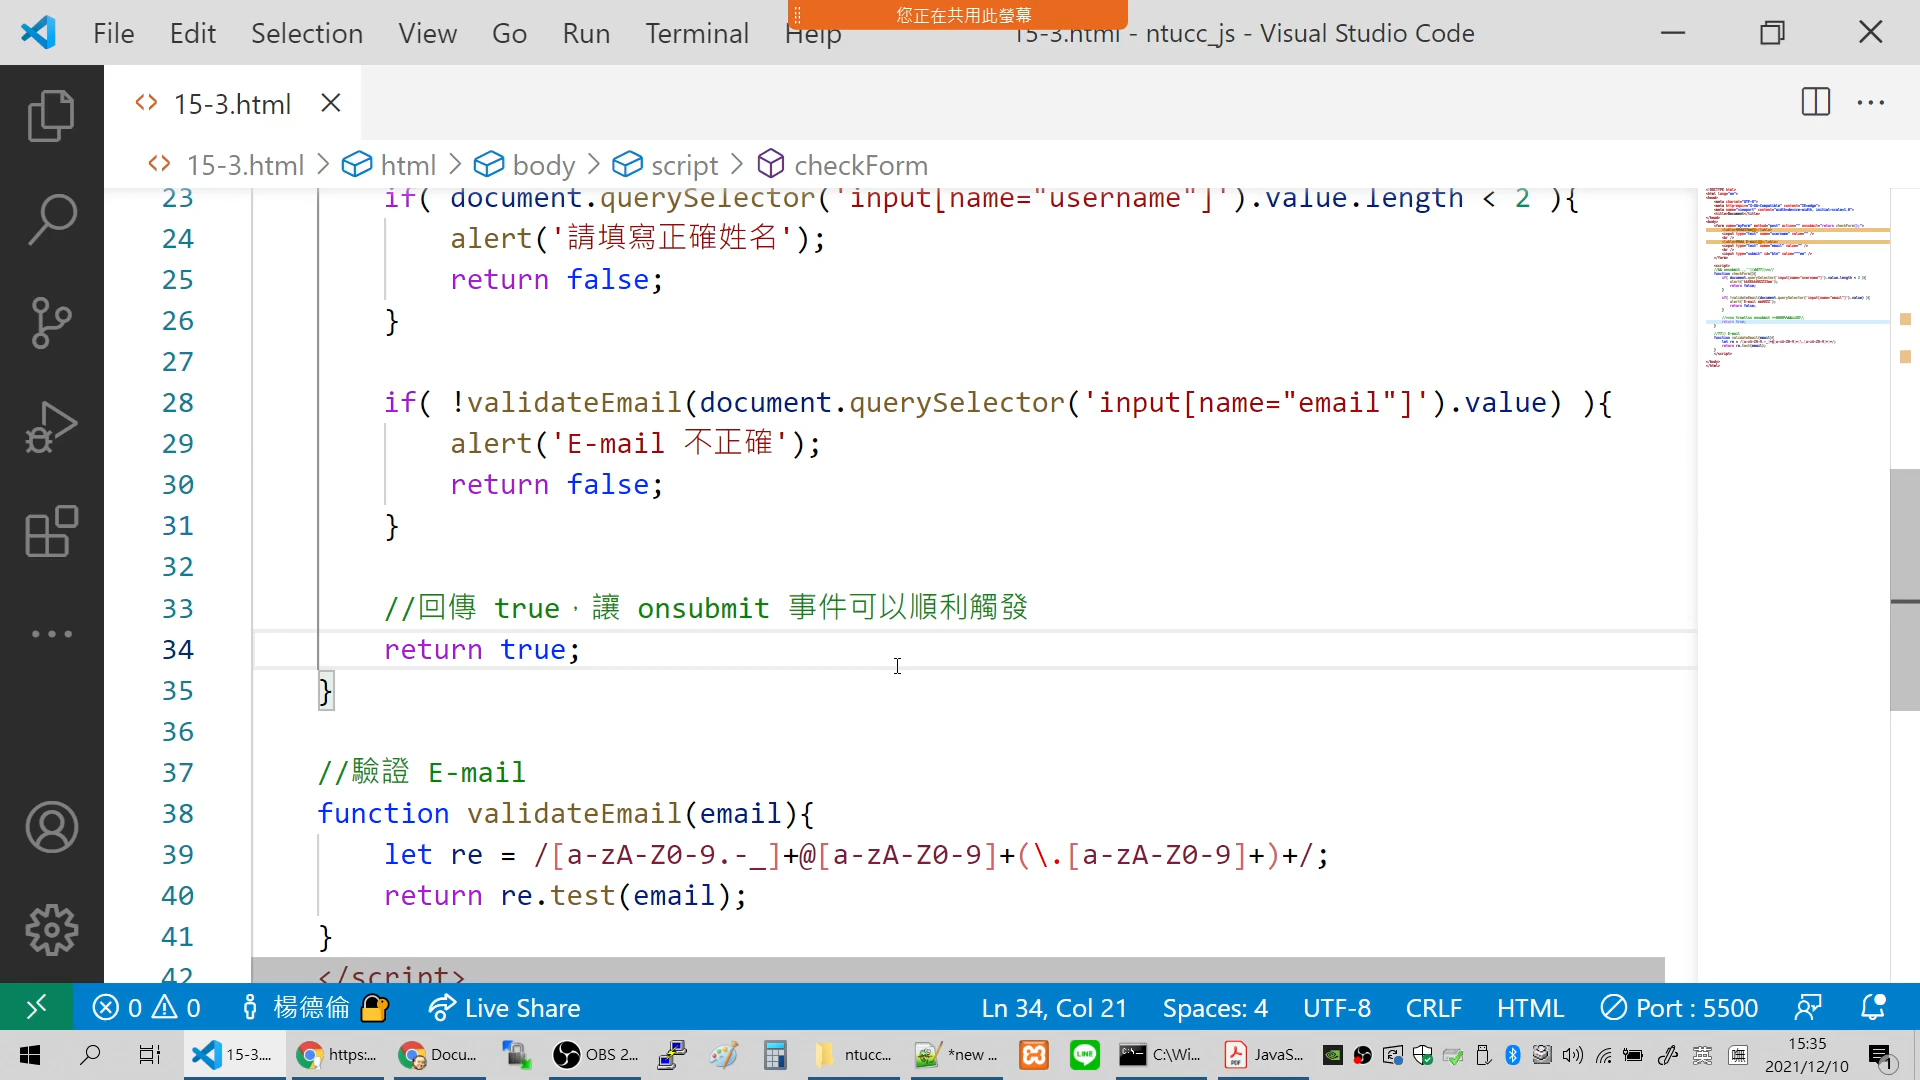 您正在共用此螢幕
File Edit Selection View Go Run Terminal Help 15-3.html - ntucc_js - Visual Studio Code
15-3.html
15-3.html > html > body > script > checkForm
23 if( document.querySelector('input[name="username"]').value.length < 2 ){
24 alert('請填寫正確姓名');
25 return false;
26 }
27
28 if( !validateEmail(document.querySelector('input[name="email"]').value) ){
29 alert('E-mail 不正確');
30 return false;
31 }
32
33 //回傳 true，讓 onsubmit 事件可以順利觸發
34 return true;
35 }
36
37 //驗證 E-mail
38 function validateEmail(email){
39 let re = /[a-zA-Z0-9.-_]+@[a-zA-Z0-9]+(\.[a-zA-Z0-9]+)+/;
40 return re.test(email);
41 }
42 </script>
0 0 楊德倫 Live Share Ln 34, Col 21 Spaces: 4 UTF-8 CRLF HTML Port : 5500
15-3.... https:... Docu... OBS 2... ntucc... *new ... C:\Wi... JavaS... 英 15:35
2021/12/10 1